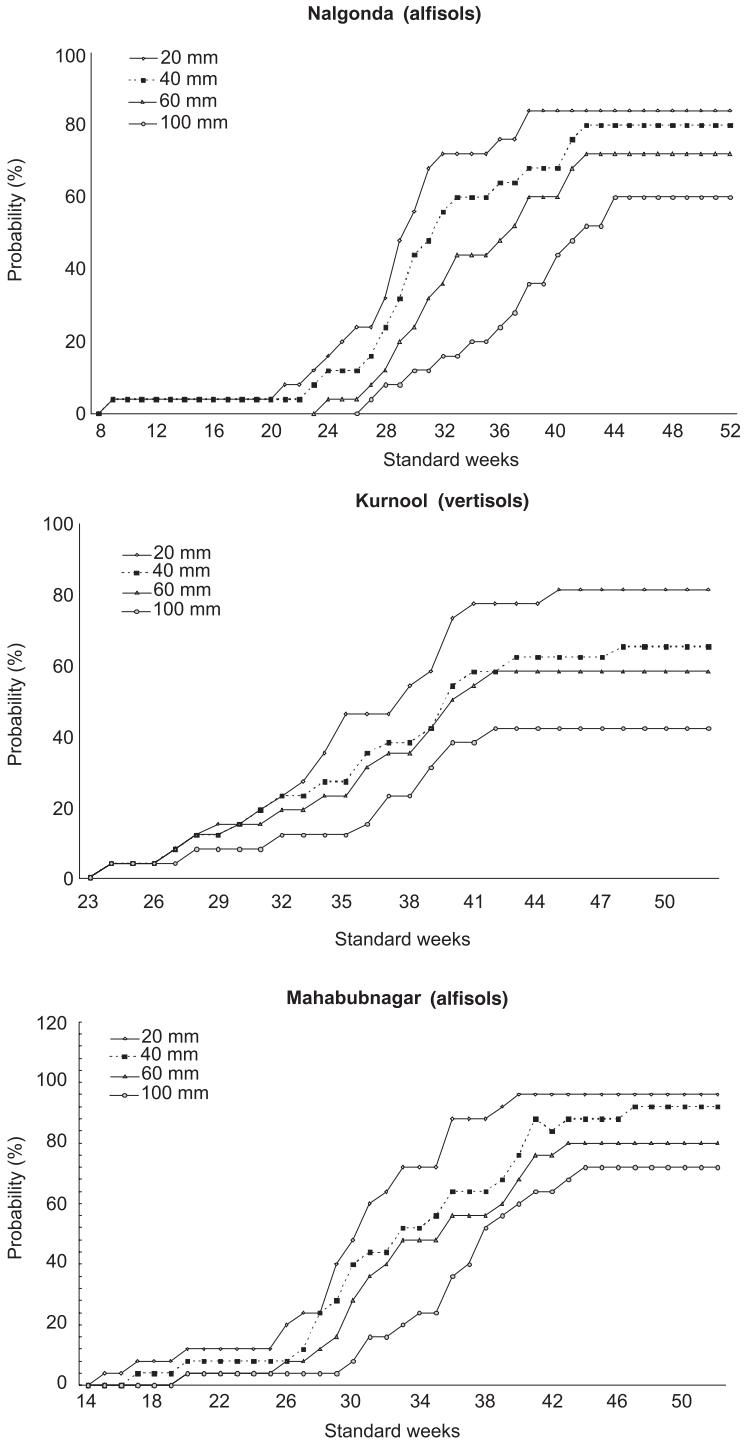 Nalgonda (alfisols)
100
80
60
40
20
0
Probability (%)
20 mm
40 mm
60 mm
100 mm
8 12 16 20 24 28 32 36 40 44 48 52
Standard weeks
Kurnool (vertisols)
100
80
60
40
20
0
Probability (%)
20 mm
40 mm
60 mm
100 mm
23 26 29 32 35 38 41 44 47 50
Standard weeks
Mahabubnagar (alfisols)
120
100
80
60
40
20
0
Probability (%)
20 mm
40 mm
60 mm
100 mm
14 18 22 26 30 34 38 42 46 50
Standard weeks